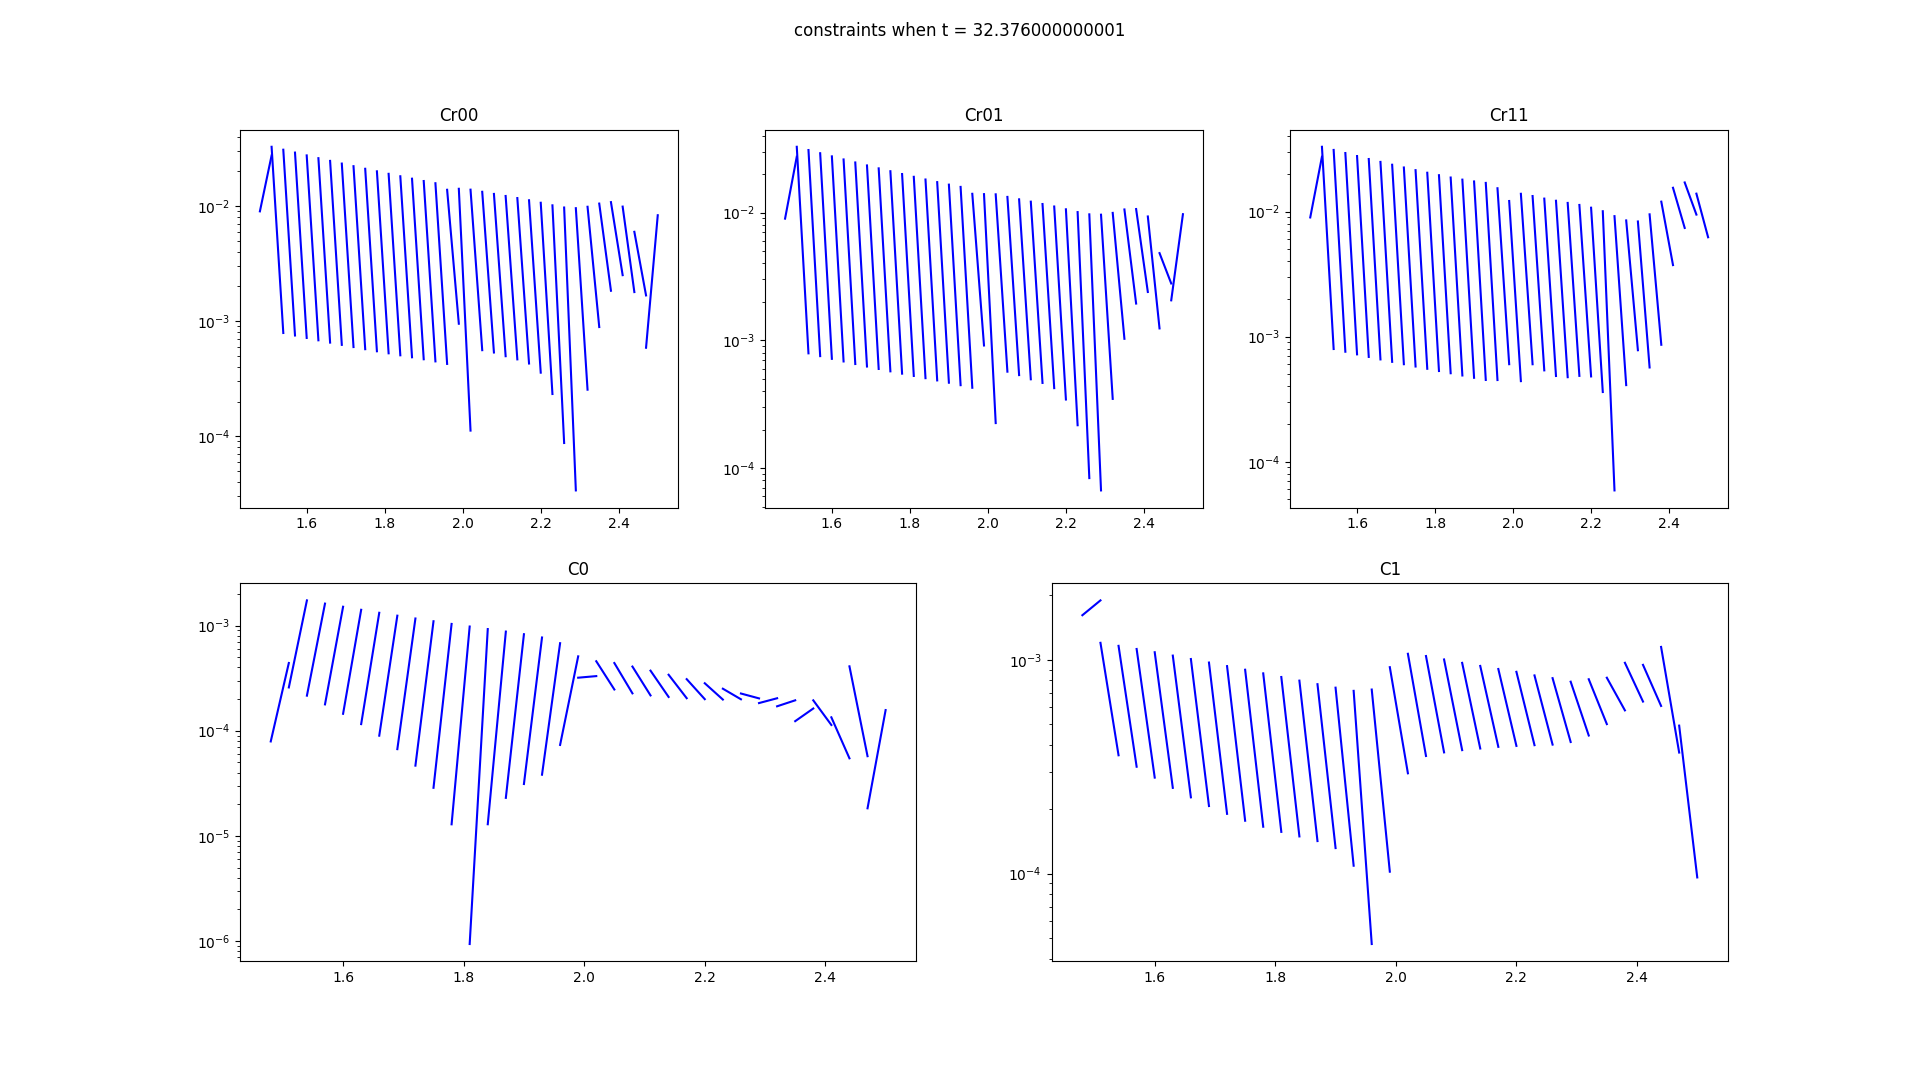 constraints when t = 32.376000000001
Cr00 Cr01 Cr11
10⁻² 10⁻² 10⁻²
10⁻³ 10⁻³ 10⁻³
10⁻⁴ 10⁻⁴ 10⁻⁴
1.6 1.8 2.0 2.2 2.4 1.6 1.8 2.0 2.2 2.4 1.6 1.8 2.0 2.2 2.4
C0 C1
10⁻³ 10⁻³
10⁻⁴
10⁻⁵ 10⁻⁴
10⁻⁶
1.6 1.8 2.0 2.2 2.4 1.6 1.8 2.0 2.2 2.4